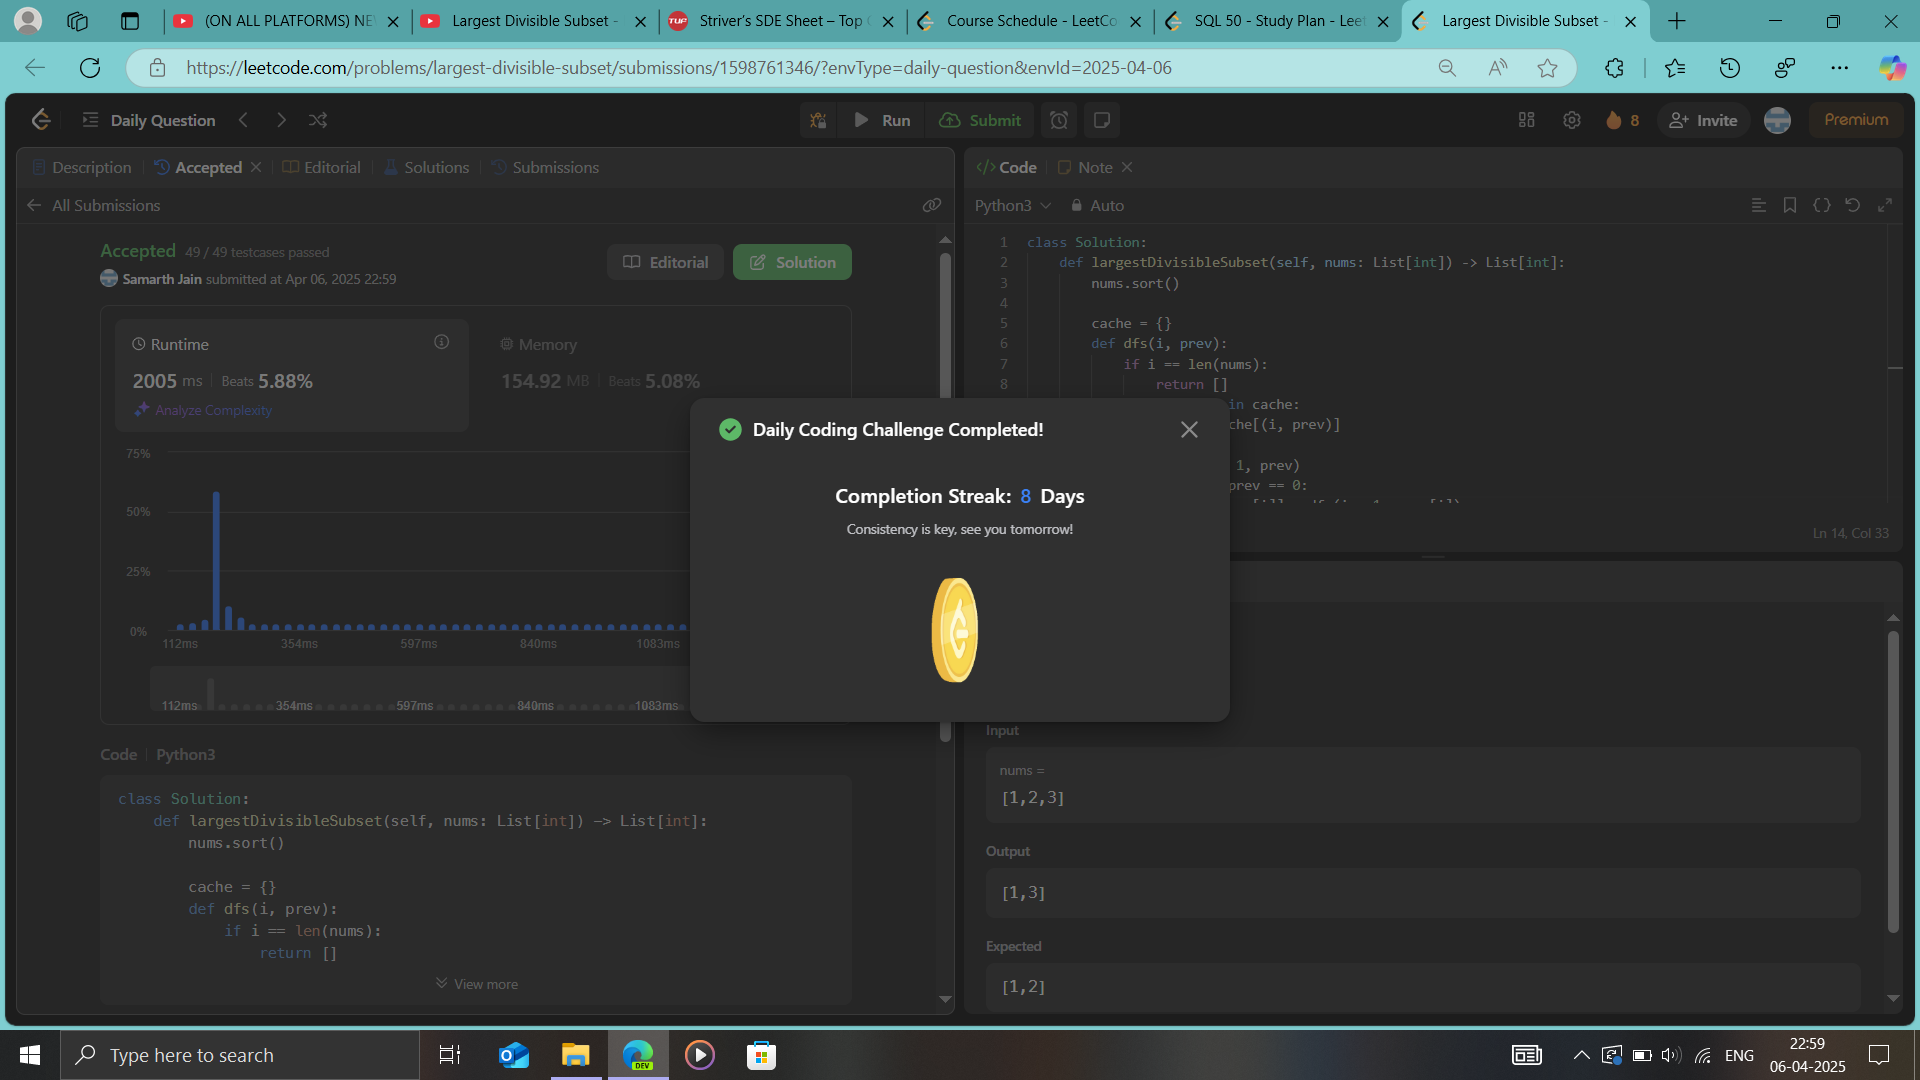 (ON ALL PLATFORMS) NE
Largest Divisible Subset -
TUF
Striver's SDE Sheet – Top
Course Schedule - LeetCo
SQL 50 - Study Plan - Leet
Largest Divisible Subset -
https://leetcode.com/problems/largest-divisible-subset/submissions/1598761346/?envType=daily-question&envId=2025-04-06
Daily Question
Run
Submit
8
Invite
Premium
Description
Accepted
Editorial
Solutions
Submissions
All Submissions
Accepted 49 / 49 testcases passed
Samarth Jain submitted at Apr 06, 2025 22:59
Editorial
Solution
Runtime
2005 ms | Beats 5.88%
Analyze Complexity
Memory
154.92 MB | Beats 5.08%
75%
50%
25%
0%
112ms
354ms
597ms
840ms
1083ms
112ms
354ms
597ms
840ms
1083ms
Code | Python3
class Solution:
def largestDivisibleSubset(self, nums: List[int]) -> List[int]:
nums.sort()
cache = {}
def dfs(i, prev):
if i == len(nums):
return []
View more
Daily Coding Challenge Completed!
Completion Streak: 8 Days
Consistency is key, see you tomorrow!
</> Code
Note
Python3
Auto
1 class Solution:
2 def largestDivisibleSubset(self, nums: List[int]) -> List[int]:
3 nums.sort()
4
5 cache = {}
6 def dfs(i, prev):
7 if i == len(nums):
8 return []
in cache:
che[(i, prev)]
1, prev)
prev == 0:
Ln 14, Col 33
Input
nums =
[1,2,3]
Output
[1,3]
Expected
[1,2]
Type here to search
DEV
ENG
22:59
06-04-2025